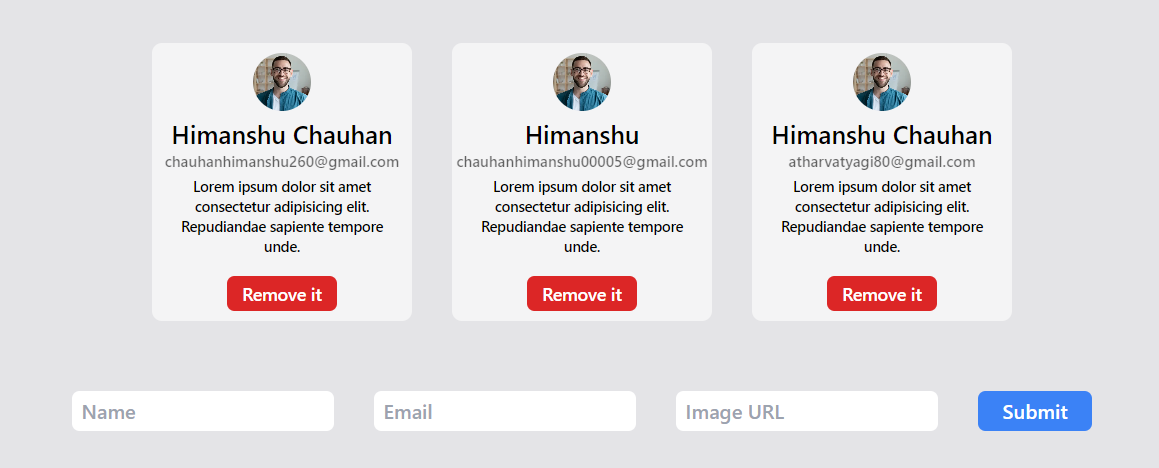 Himanshu Chauhan
chauhanhimanshu260@gmail.com
Lorem ipsum dolor sit amet
consectetur adipisicing elit.
Repudiandae sapiente tempore
unde.
Remove it
Himanshu
chauhanhimanshu00005@gmail.com
Lorem ipsum dolor sit amet
consectetur adipisicing elit.
Repudiandae sapiente tempore
unde.
Remove it
Himanshu Chauhan
atharvatyagi80@gmail.com
Lorem ipsum dolor sit amet
consectetur adipisicing elit.
Repudiandae sapiente tempore
unde.
Remove it
Name
Email
Image URL
Submit